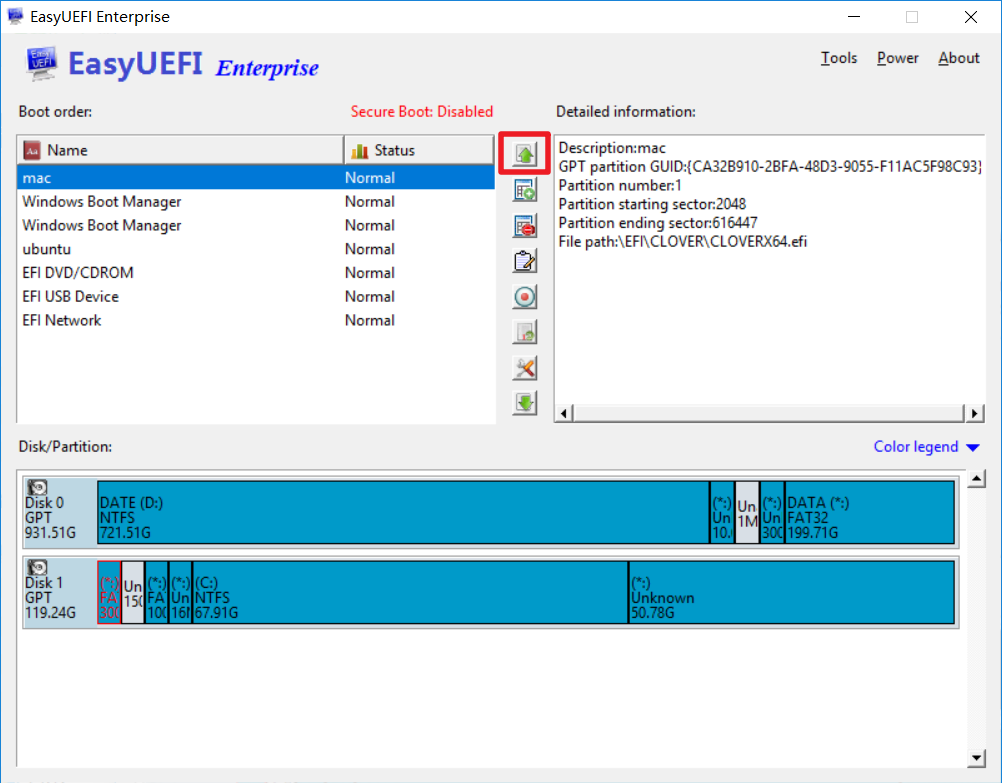 EasyUEFI Enterprise
EasyUEFI Enterprise
Tools Power About
Boot order: Secure Boot: Disabled Detailed information:
Name Status
mac Normal
Windows Boot Manager Normal
Windows Boot Manager Normal
ubuntu Normal
EFI DVD/CDROM Normal
EFI USB Device Normal
EFI Network Normal
Description:mac
GPT partition GUID:{CA32B910-2BFA-48D3-9055-F11AC5F98C93}
Partition number:1
Partition starting sector:2048
Partition ending sector:616447
File path:\EFI\CLOVER\CLOVERX64.efi
Disk/Partition: Color legend
Disk 0
GPT
931.51G
DATE (D:)
NTFS
721.51G
(*:)
Un
10.
Un
1M
(*:)
Un
300
DATA (*:)
FAT32
199.71G
Disk 1
GPT
119.24G
(*:)
FA
300
Un
150
(*:)
FA
100
(*:)
Un
16
(C:)
NTFS
67.91G
(*:)
Unknown
50.78G